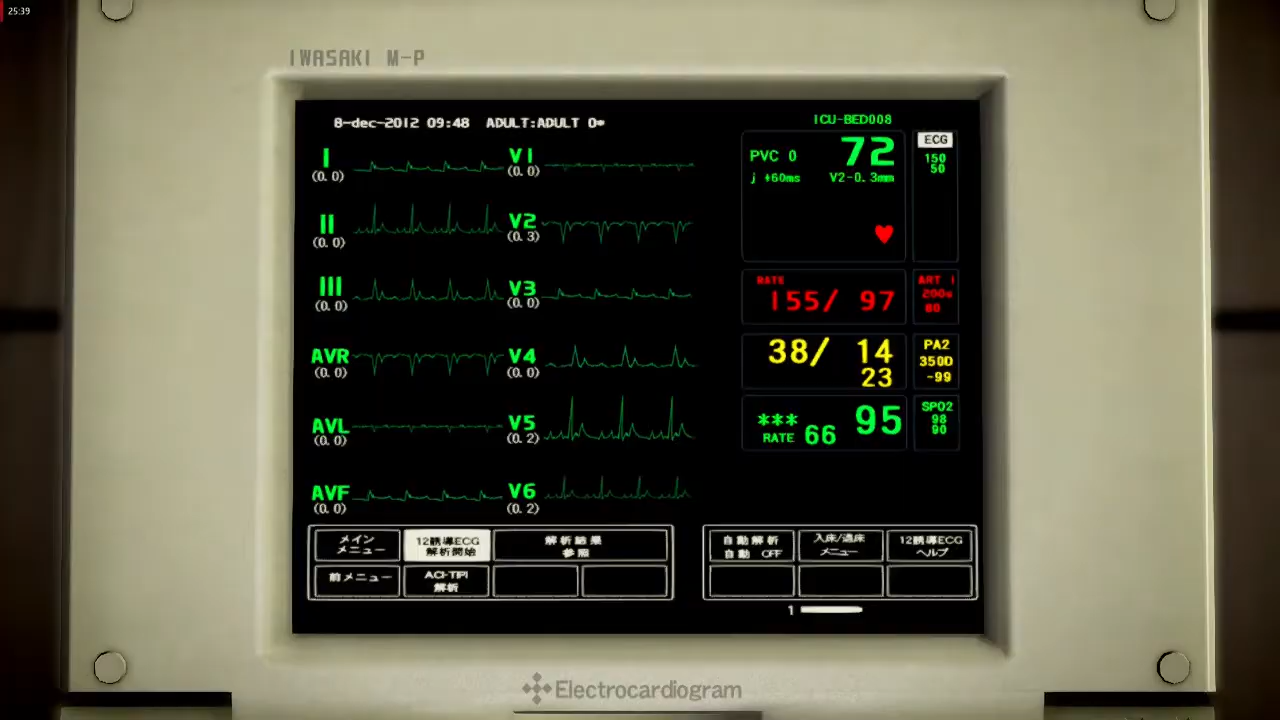 25:39
IWASAKI M-P
8-dec-2012 09:48 ADULT:ADULT 0*
ICU-BED008
I
(0.0)
V1
(0.0)
II
(0.0)
V2
(0.3)
III
(0.0)
V3
(0.0)
AVR
(0.0)
V4
(0.0)
AVL
(0.0)
V5
(0.2)
AVF
(0.0)
V6
(0.2)
PVC 0 72
j +60ms V2-0.3mm
ECG
150
50
RATE
155/ 97
ART 1
200s
80
38/ 14
23
PA2
350D
-99
*** 95
RATE 66
SPO2
98
90
メイン
メニュー
12誘導ECG
解析開始
解析結果
参照
前メニュー
ACI-TIPI
解析
自動解析
自動 OFF
入床/退床
メニュー
12誘導ECG
ヘルプ
1
Electrocardiogram